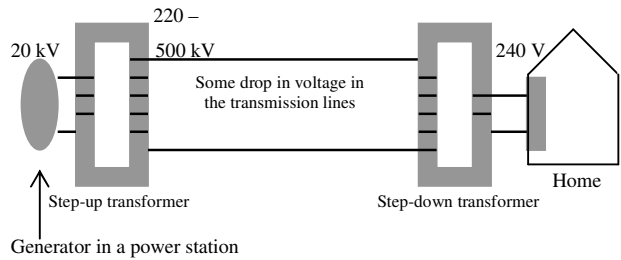 220 –
20 kV
500 kV
240 V
Some drop in voltage in
the transmission lines
Home
Step-up transformer
Step-down transformer
Generator in a power station